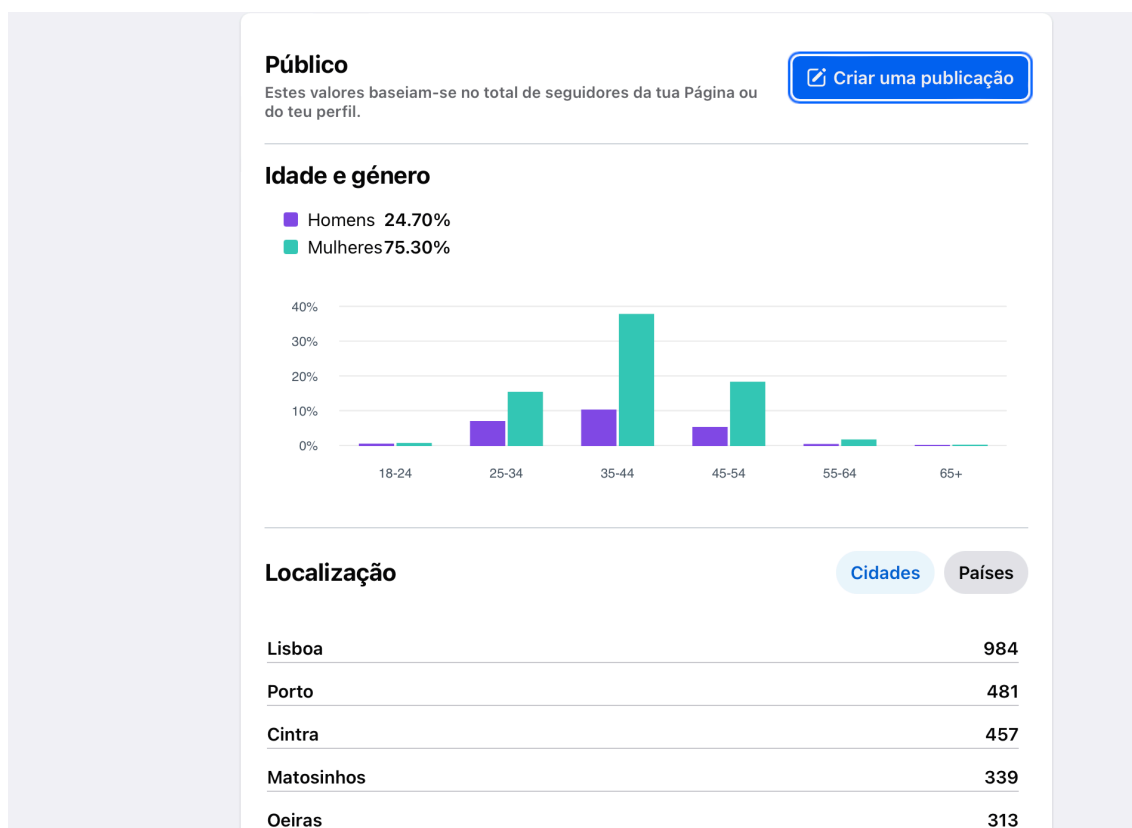 Público
Criar uma publicação
Estes valores baseiam-se no total de seguidores da tua Página ou
do teu perfil.
Idade e género
Homens 24.70%
Mulheres 75.30%
40%
30%
20%
10%
0%
18-24 25-34 35-44 45-54 55-64 65+
Localização
Cidades Países
Lisboa 984
Porto 481
Cintra 457
Matosinhos 339
Oeiras 313